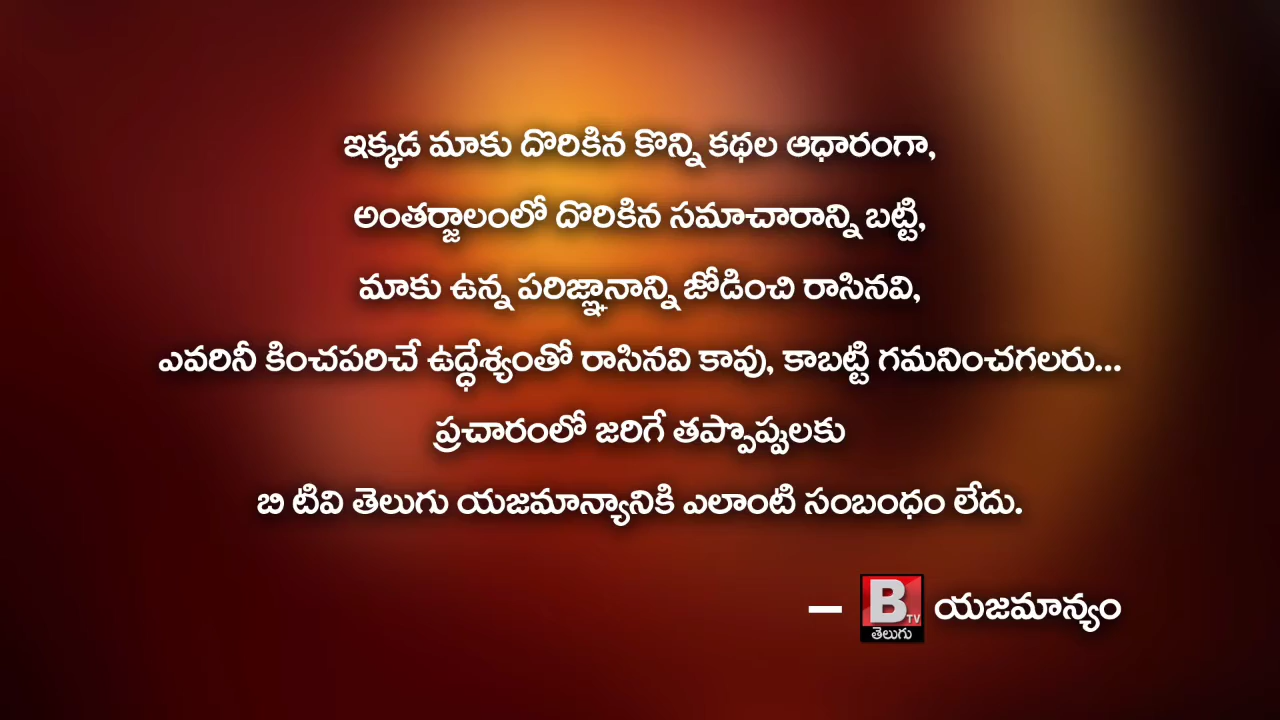 ఇక్కడ మాకు దొరికిన కొన్ని కథల ఆధారంగా,
అంతర్జాలంలో దొరికిన సమాచారాన్ని బట్టి,
మాకు ఉన్న పరిజ్ఞానాన్ని జోడించి రాసినవి,
ఎవరినీ కించపరిచే ఉద్ధేశ్యంతో రాసినవి కావు, కాబట్టి గమనించగలరు...
ప్రచారంలో జరిగే తప్పొప్పులకు
బి టివి తెలుగు యజమాన్యానికి ఎలాంటి సంబంధం లేదు.
– B TV తెలుగు యజమాన్యం